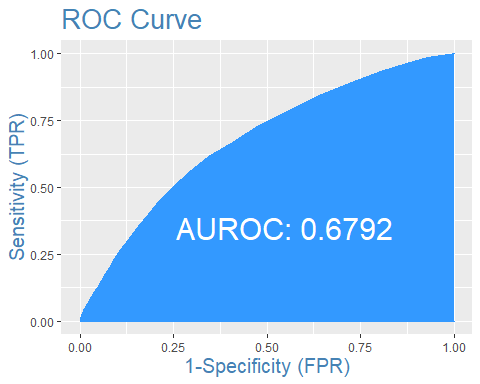 ROC Curve
1.00
0.75
0.50
0.25
0.00
Sensitivity (TPR)
AUROC: 0.6792
0.00 0.25 0.50 0.75 1.00
1-Specificity (FPR)